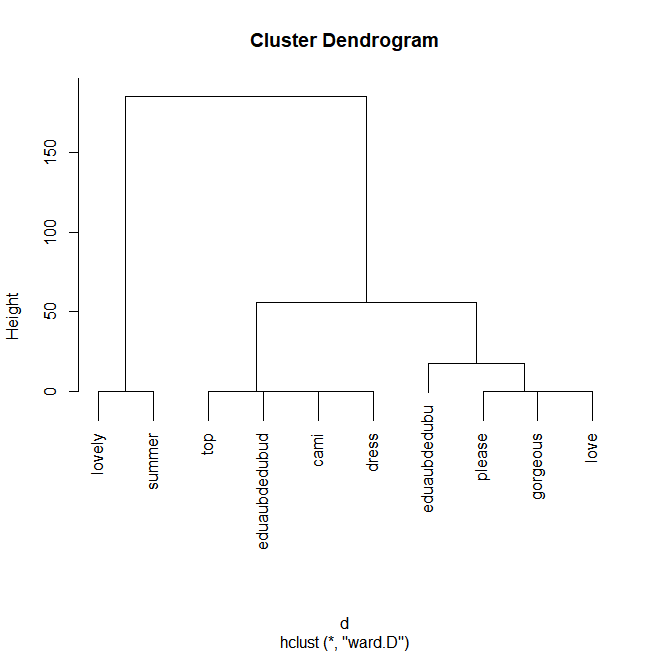 Cluster Dendrogram
Height
150
100
50
0
lovely
summer
top
eduaubdedubud
cami
dress
eduaubdedubu
please
gorgeous
love
d
hclust (*, "ward.D")